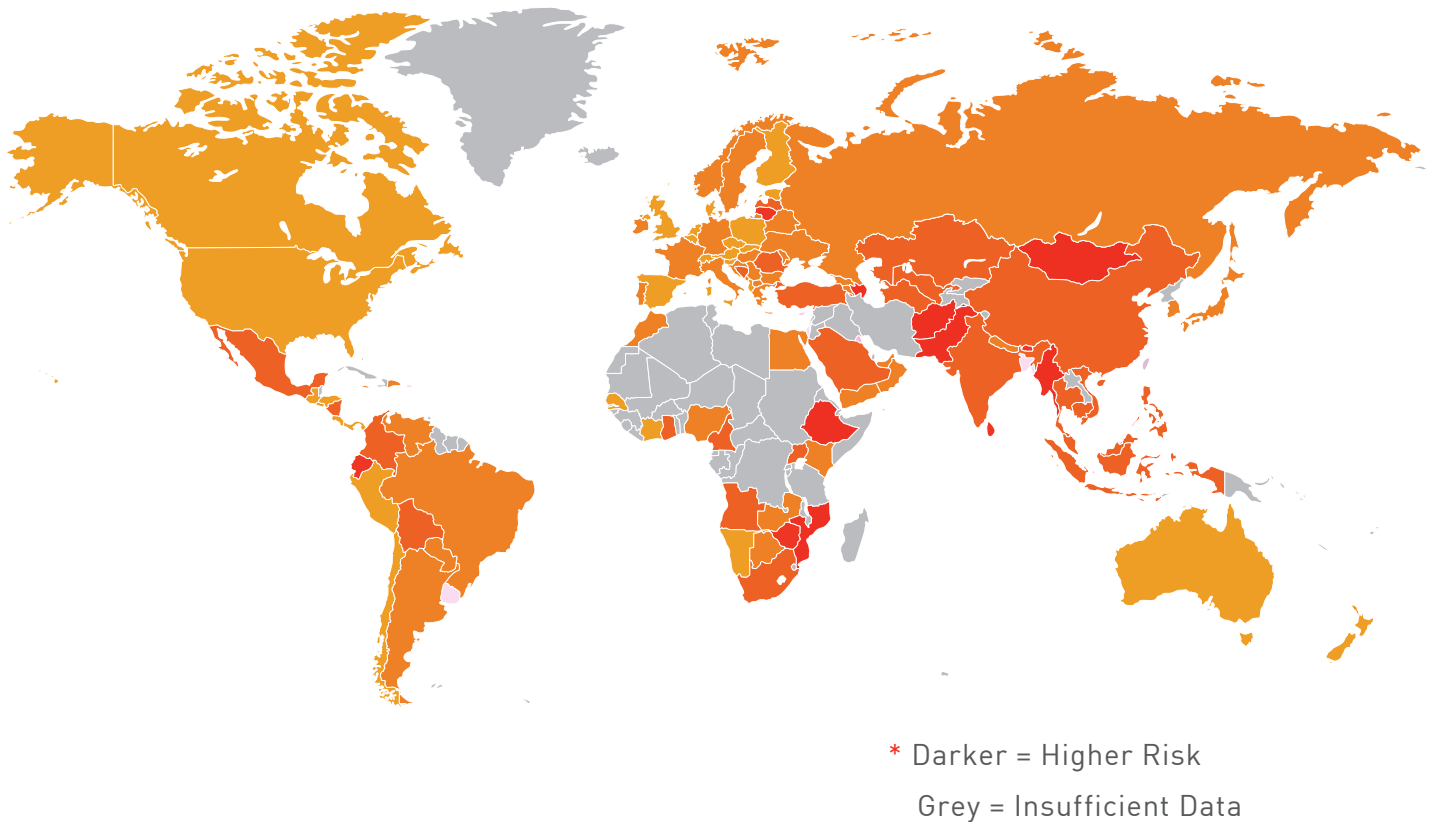 * Darker = Higher Risk
Grey = Insufficient Data